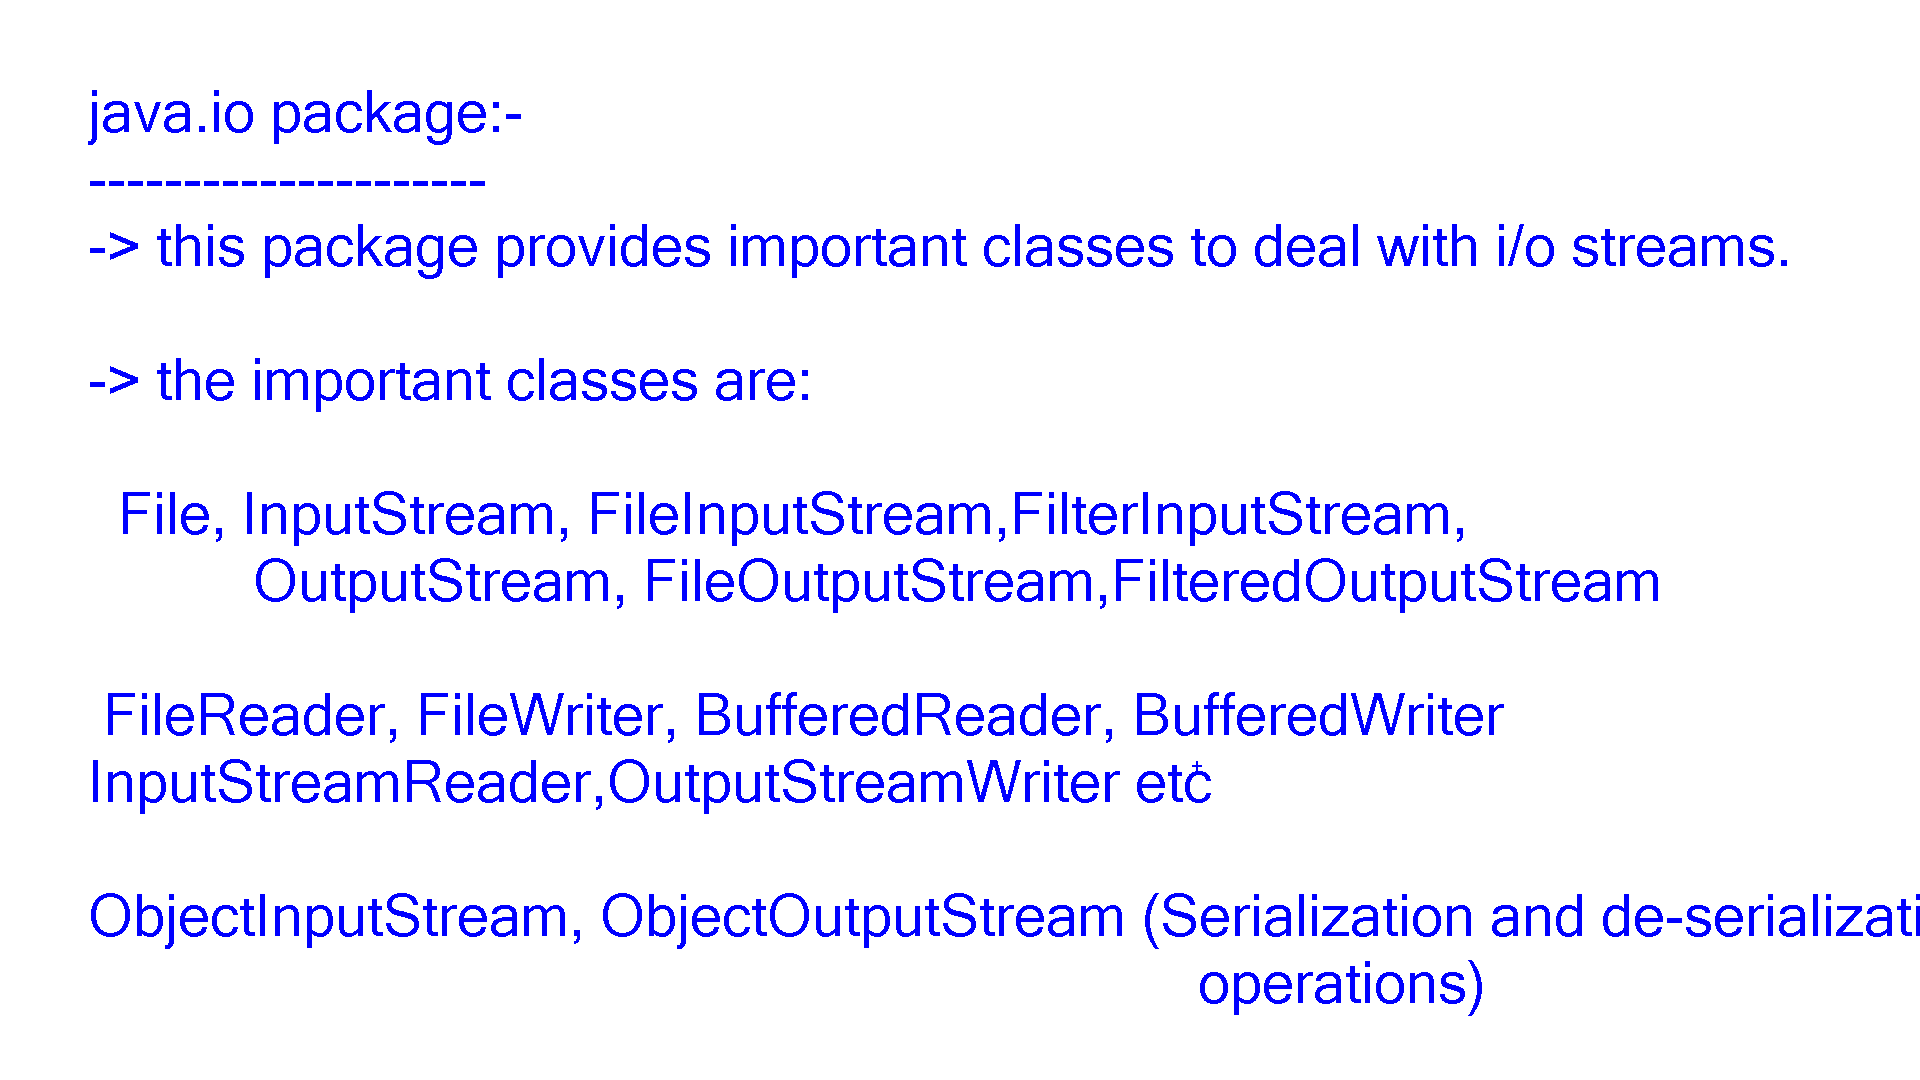 java.io package:-
---------------------
-> this package provides important classes to deal with i/o streams.
-> the important classes are:
File, InputStream, FileInputStream,FilterInputStream,
OutputStream, FileOutputStream,FilteredOutputStream
FileReader, FileWriter, BufferedReader, BufferedWriter
InputStreamReader,OutputStreamWriter etc
ObjectInputStream, ObjectOutputStream (Serialization and de-serializati
operations)